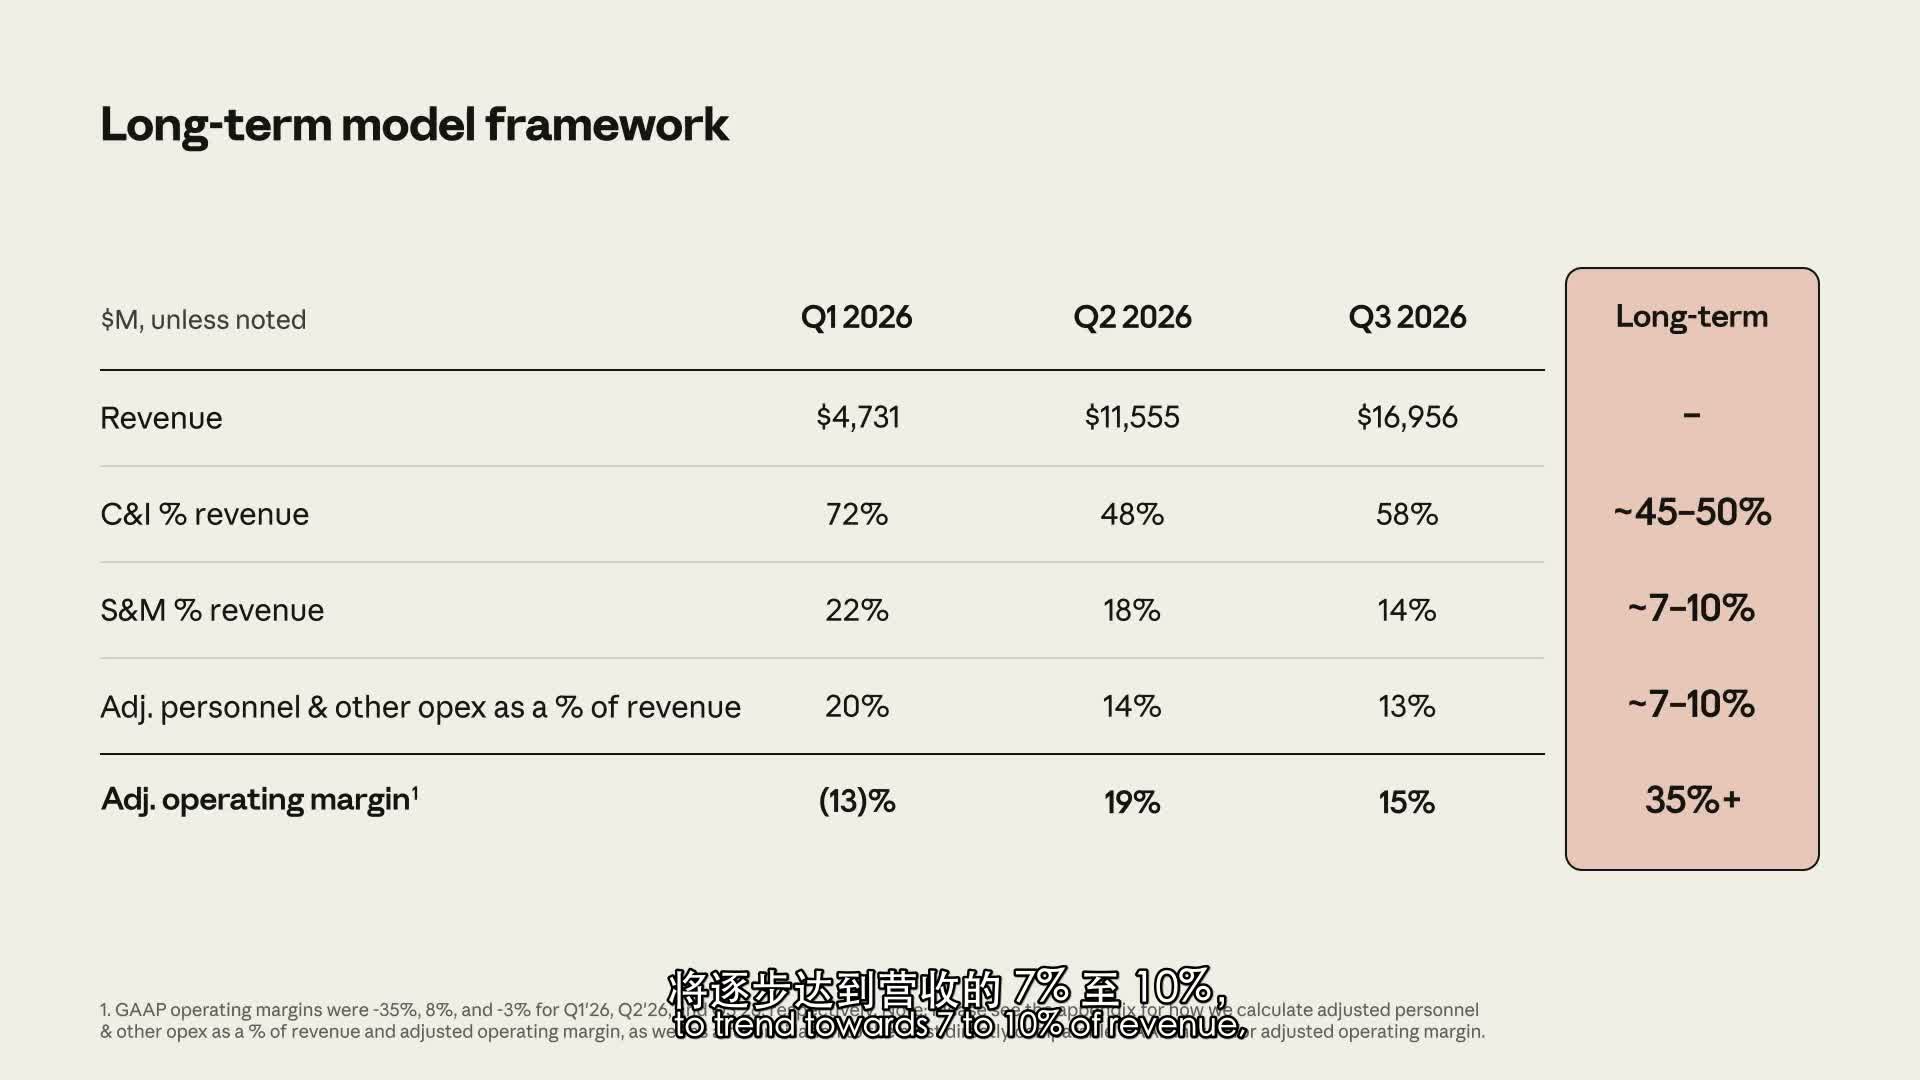 Long-term model framework
$M, unless noted Q1 2026 Q2 2026 Q3 2026 Long-term
Revenue $4,731 $11,555 $16,956 –
C&I % revenue 72% 48% 58% ~45–50%
S&M % revenue 22% 18% 14% ~7–10%
Adj. personnel & other opex as a % of revenue 20% 14% 13% ~7–10%
Adj. operating margin¹ (13)% 19% 15% 35%+
将逐步达到营收的 7% 至 10%,
to trend towards 7 to 10% of revenue,
1. GAAP operating margins were -35%, 8%, and -3% for Q1'26, Q2'26, for how we calculate adjusted personnel
& other opex as a % of revenue and adjusted operating margin, as or adjusted operating margin.